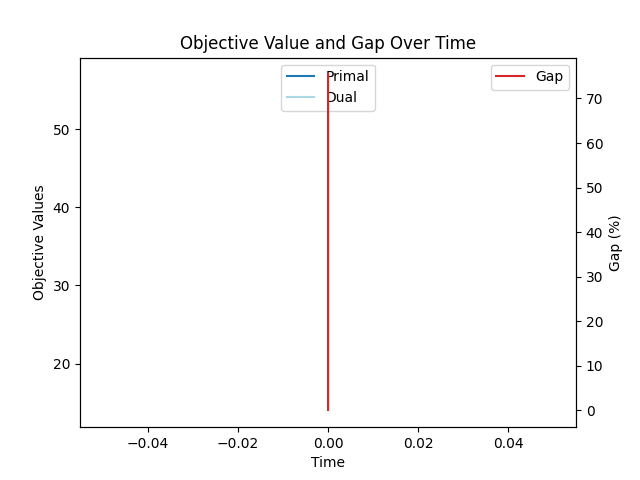 Objective Value and Gap Over Time
Primal
Dual
Gap
Objective Values
50
40
30
20
Gap (%)
70
60
50
40
30
20
10
0
−0.04
−0.02
0.00
0.02
0.04
Time